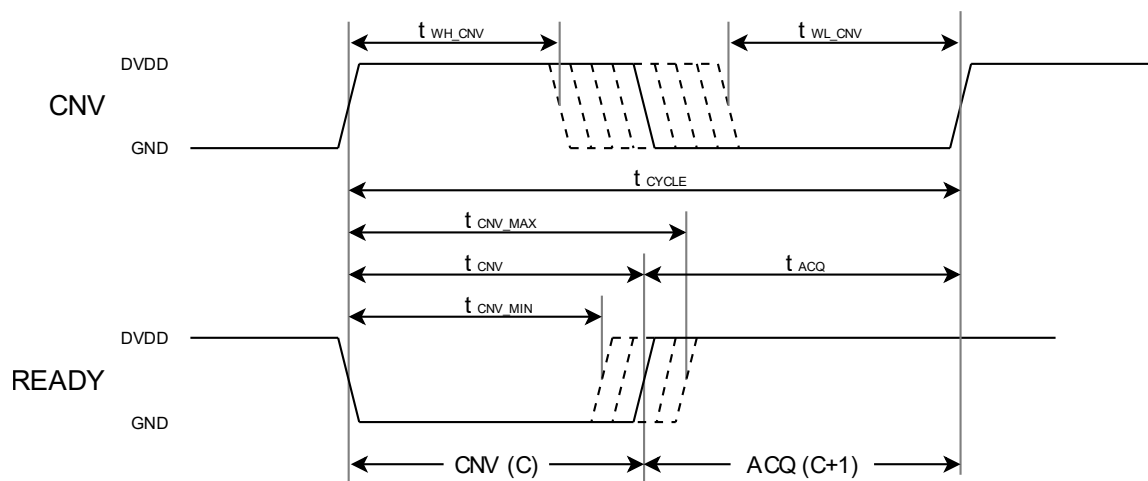 t WH_CNV
t WL_CNV
DVDD
CNV
GND
t CYCLE
t CNV_MAX
t CNV
t ACQ
t CNV_MIN
DVDD
READY
GND
CNV (C)
ACQ (C+1)